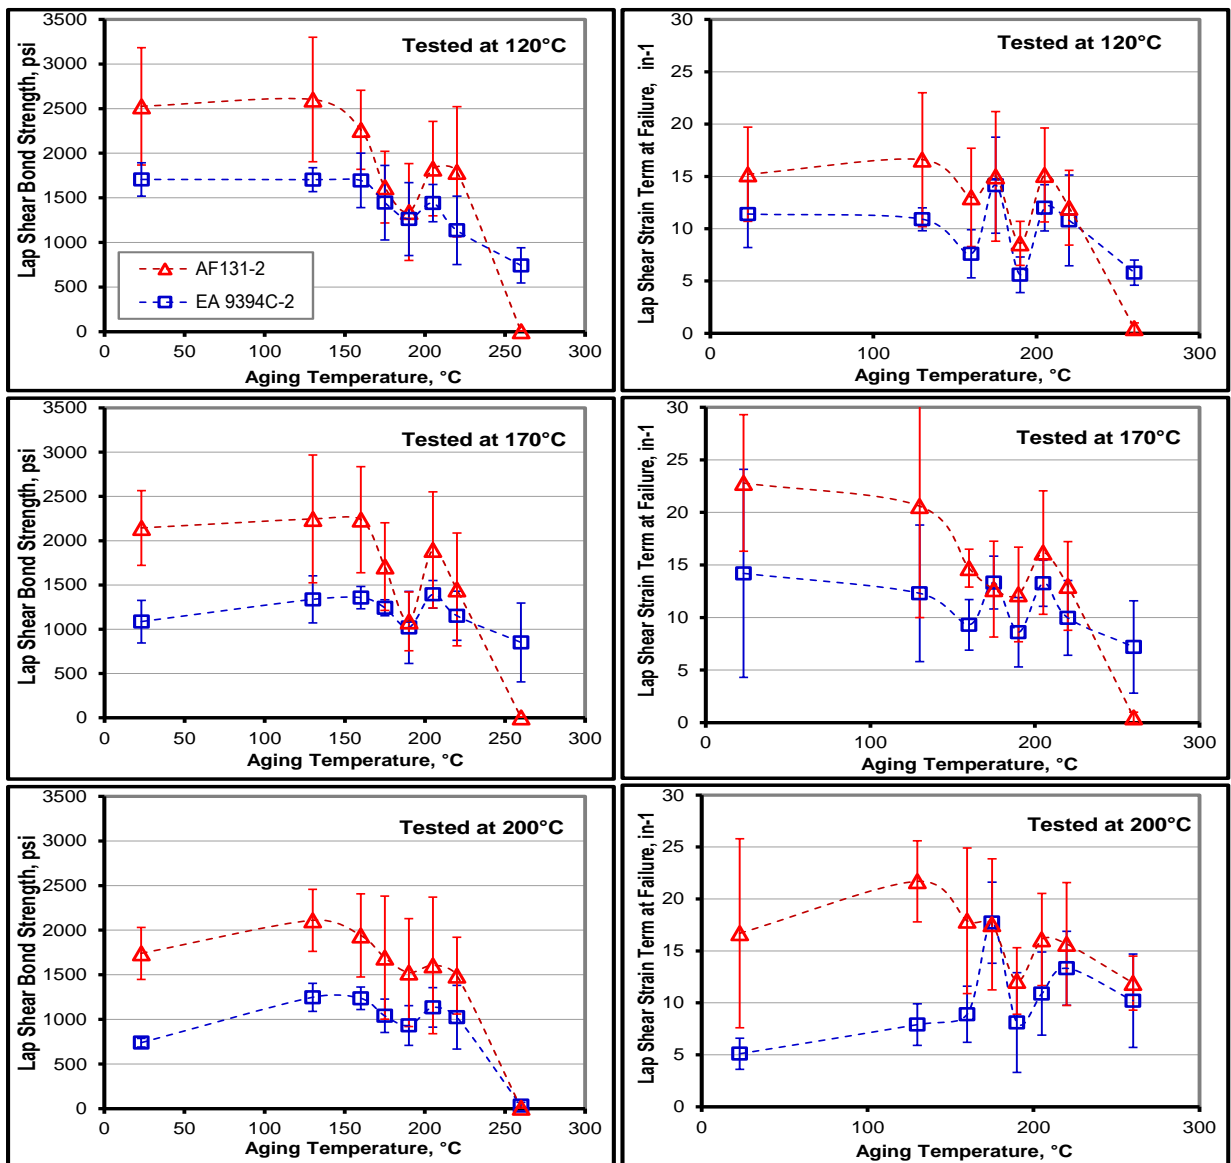 Tested at 120°C
Lap Shear Bond Strength, psi
3500
3000
2500
2000
1500
1000
500
0
AF131-2
EA 9394C-2
0 50 100 150 200 250 300
Aging Temperature, °C
Tested at 120°C
Lap Shear Strain Term at Failure, in-1
30
25
20
15
10
5
0
0 100 200 300
Aging Temperature, °C
Tested at 170°C
Lap Shear Bond Strength, psi
3500
3000
2500
2000
1500
1000
500
0
0 50 100 150 200 250 300
Aging Temperature, °C
Tested at 170°C
Lap Shear Strain Term at Failure, in-1
30
25
20
15
10
5
0
0 100 200 300
Aging Temperature, °C
Tested at 200°C
Lap Shear Bond Strength, psi
3500
3000
2500
2000
1500
1000
500
0
0 50 100 150 200 250 300
Aging Temperature, °C
Tested at 200°C
Lap Shear Strain Term at Failure, in-1
30
25
20
15
10
5
0
0 100 200 300
Aging Temperature, °C